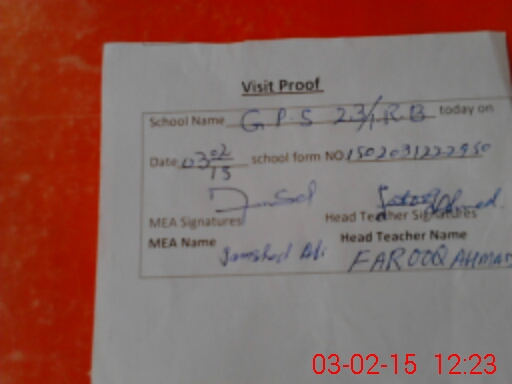 Visit Proof
School Name G.P.S 23/R.B today on
Date 03 02/15 school form NO. 1502031222950
MEA Signatures Head Teacher Signatures
MEA Name Head Teacher Name
Jamshed Ali FAROOQ AHMAD
03-02-15 12:23